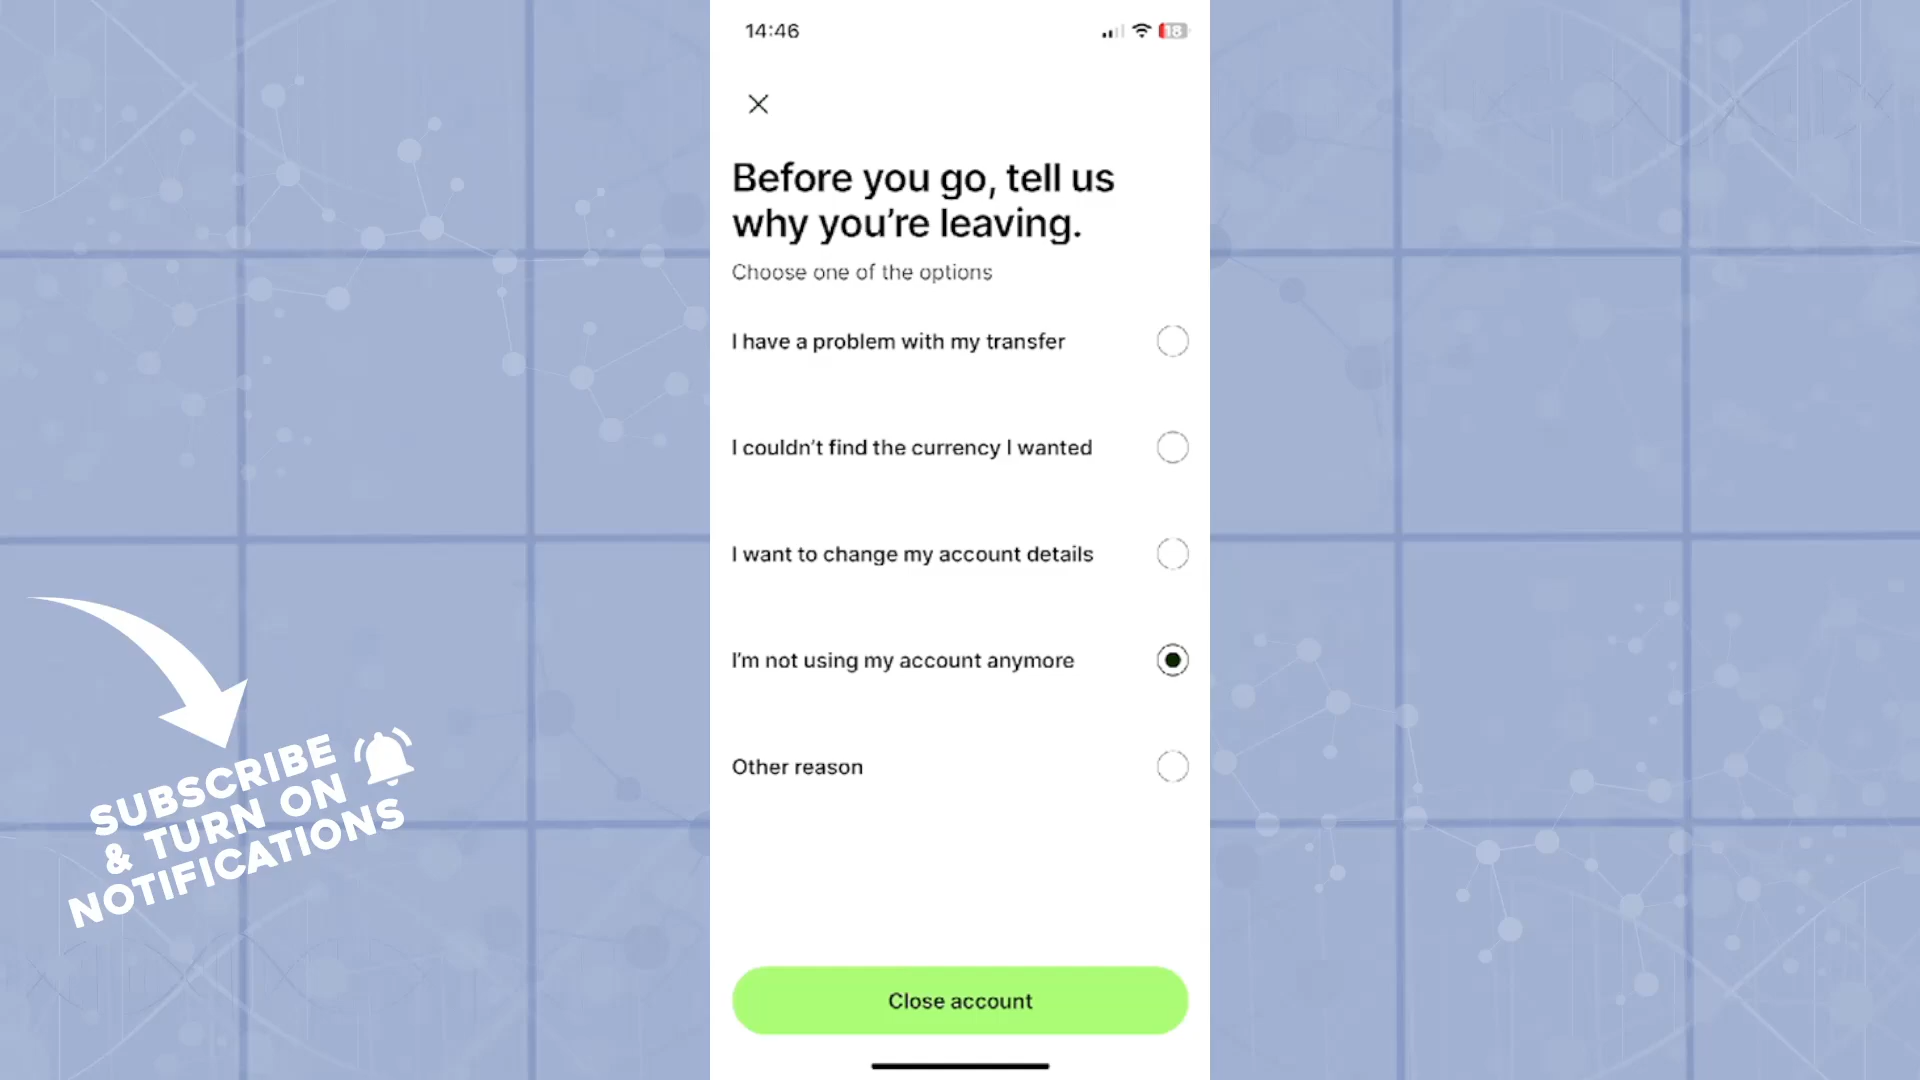 14:46
18
Before you go, tell us
why you’re leaving.
Choose one of the options
I have a problem with my transfer
I couldn’t find the currency I wanted
I want to change my account details
I’m not using my account anymore
Other reason
Close account
SUBSCRIBE
& TURN ON
NOTIFICATIONS